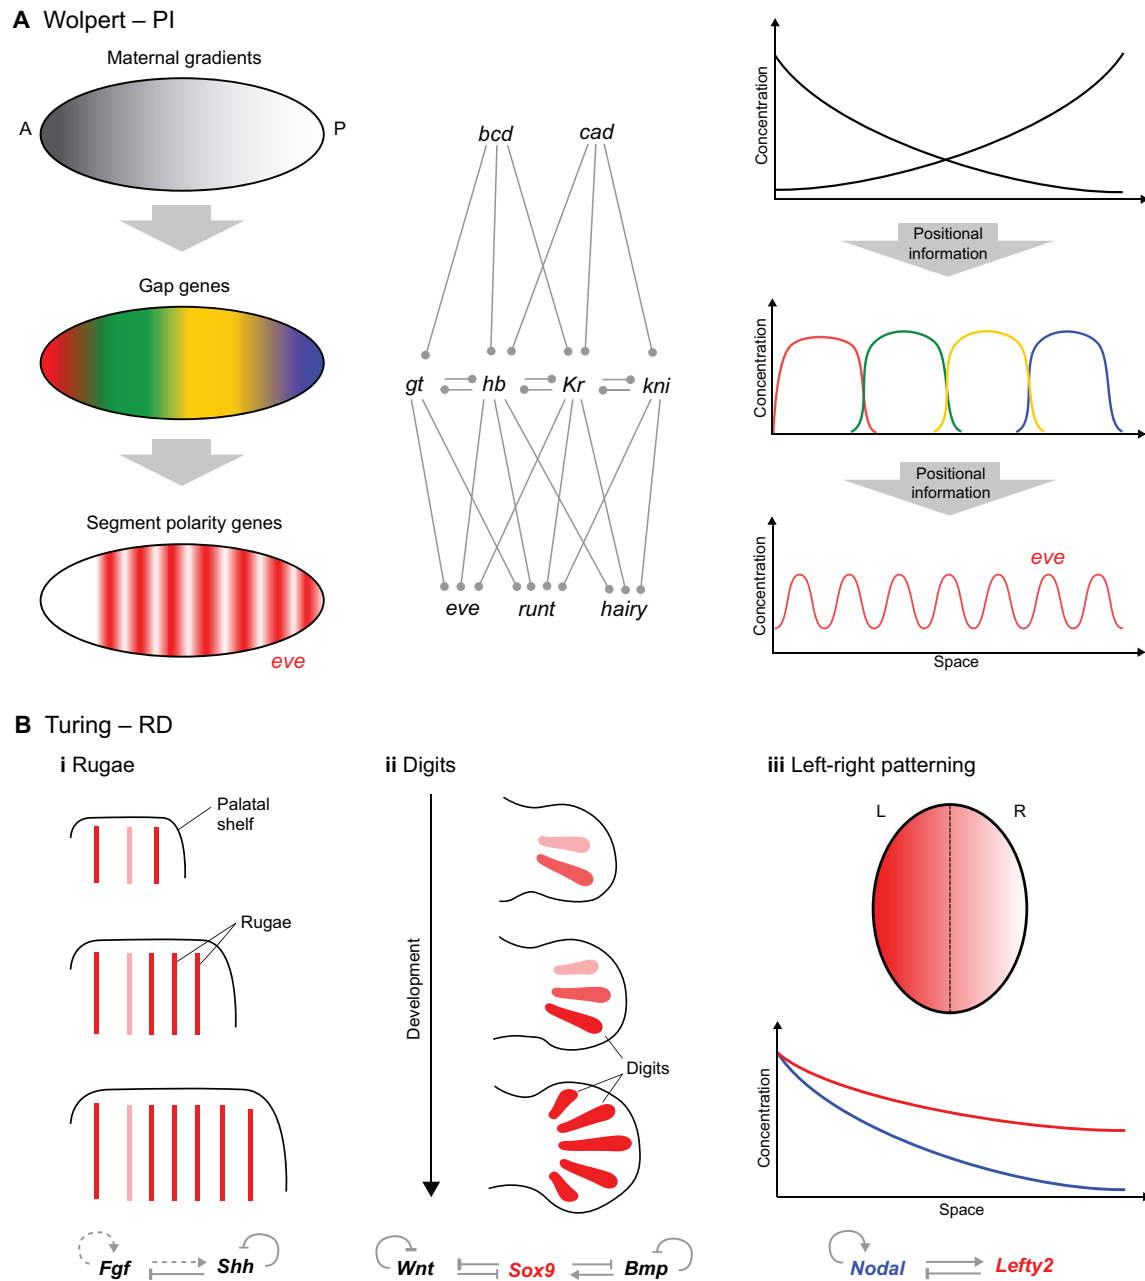 A Wolpert – PI
Maternal gradients
A
P
Gap genes
Segment polarity genes
eve
bcd
cad
gt
hb
Kr
kni
eve
runt
hairy
Concentration
Positional
information
Concentration
Positional
information
eve
Concentration
Space
B Turing – RD
i Rugae
Palatal
shelf
Rugae
Fgf
Shh
ii Digits
Development
Digits
Wnt
Sox9
Bmp
iii Left-right patterning
L
R
Concentration
Space
Nodal
Lefty2